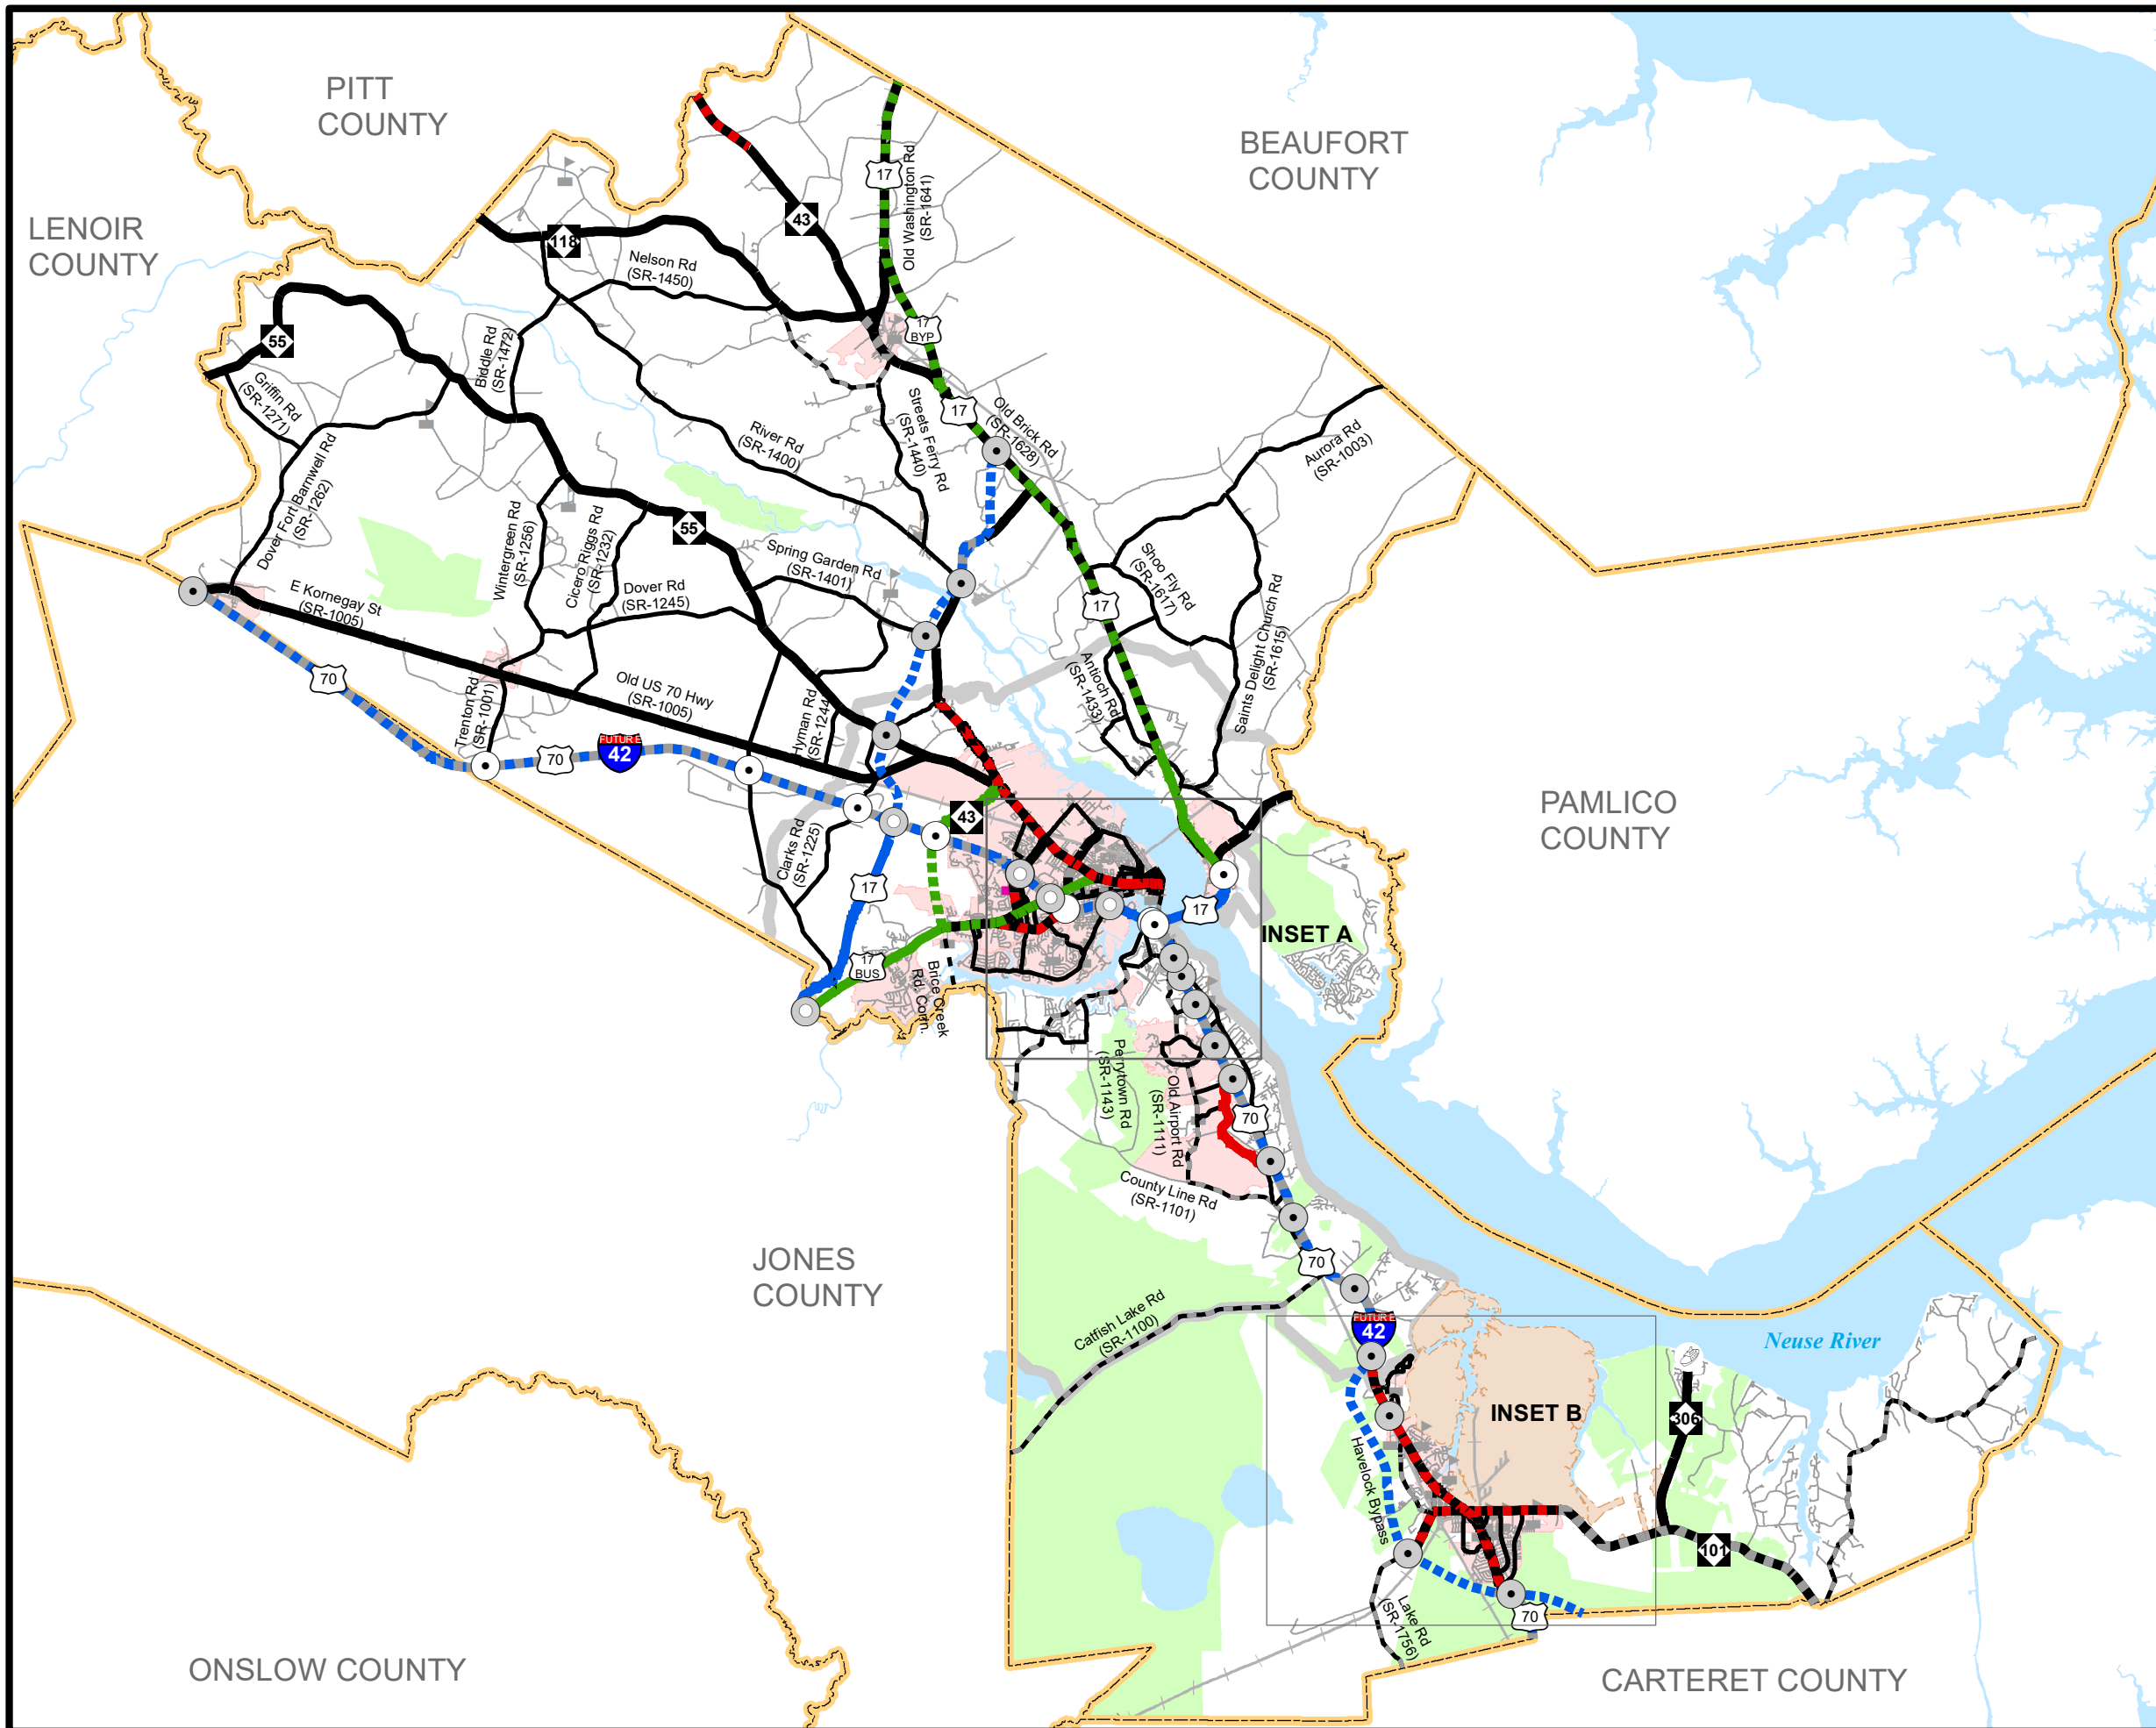 PITT
COUNTY
BEAUFORT
COUNTY
LENOIR
COUNTY
17
Old Washington Rd
(SR-1641)
43
118
Nelson Rd
(SR-1450)
17
BYP
55
Biddle Rd
(SR-1472)
Griffin Rd
(SR-1271)
17
Old Brick Rd
(SR-1628)
Streets Ferry Rd
(SR-1440)
River Rd
(SR-1400)
Aurora Rd
(SR-1003)
Dover Fort Barnwell Rd
(SR-1262)
Wintergreen Rd
(SR-1256)
Cicero Riggs Rd
(SR-1232)
55
Spring Garden Rd
(SR-1401)
Dover Rd
(SR-1245)
E Kornegay St
(SR-1005)
Shoo Fly Rd
(SR-1617)
17
Saints Delight Church Rd
(SR-1615)
Antioch Rd
(SR-1433)
70
Trenton Rd
(SR-1001)
Old US 70 Hwy
(SR-1005)
Hyman Rd
(SR-1244)
70
FUTURE
42
43
PAMLICO
COUNTY
Clarks Rd
(SR-1225)
17
17
INSET A
17
BUS
Brice Creek
Rd. Conn.
Perrytown Rd
(SR-1143)
Old Airport Rd
(SR-1111)
70
County Line Rd
(SR-1101)
JONES
COUNTY
70
Catfish Lake Rd
(SR-1100)
FUTURE
42
Neuse River
INSET B
306
Havelock Bypass
101
Lake Rd
(SR-1756)
70
ONSLOW COUNTY
CARTERET COUNTY